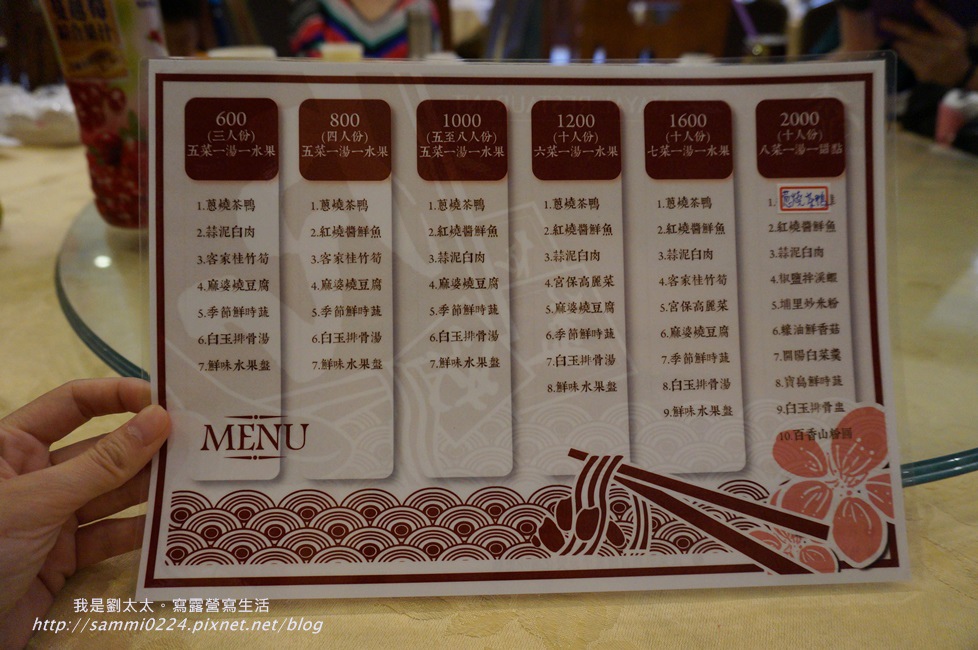 600
(三人份)
五菜一湯一水果
1.蔥燒茶鴨
2.蒜泥白肉
3.客家桂竹筍
4.麻婆燒豆腐
5.季節鮮時蔬
6.白玉排骨湯
7.鮮味水果盤
800
(四人份)
五菜一湯一水果
1.蔥燒茶鴨
2.紅燒醬鮮魚
3.客家桂竹筍
4.麻婆燒豆腐
5.季節鮮時蔬
6.白玉排骨湯
7.鮮味水果盤
1000
(五至八人份)
五菜一湯一水果
1.蔥燒茶鴨
2.紅燒醬鮮魚
3.蒜泥白肉
4.麻婆燒豆腐
5.季節鮮時蔬
6.白玉排骨湯
7.鮮味水果盤
1200
(十人份)
六菜一湯一水果
1.蔥燒茶鴨
2.紅燒醬鮮魚
3.蒜泥白肉
4.宮保高麗菜
5.麻婆燒豆腐
6.季節鮮時蔬
7.白玉排骨湯
8.鮮味水果盤
1600
(十人份)
七菜一湯一水果
1.蔥燒茶鴨
2.紅燒醬鮮魚
3.蒜泥白肉
4.客家桂竹筍
5.宮保高麗菜
6.麻婆燒豆腐
7.季節鮮時蔬
8.白玉排骨湯
9.鮮味水果盤
2000
(十人份)
八菜一湯一甜點
1.蔥燒茶鴨
2.紅燒醬鮮魚
3.蒜泥白肉
4.椒鹽祥溪蝦
5.埔里炒米粉
6.蠔油鮮香菇
7.開陽白菜羹
8.寶島鮮時蔬
9.白玉排骨盅
10.百香山粉圓
MENU
我是劉太太。寫露營寫生活
http://sammi0224.pixnet.net/blog